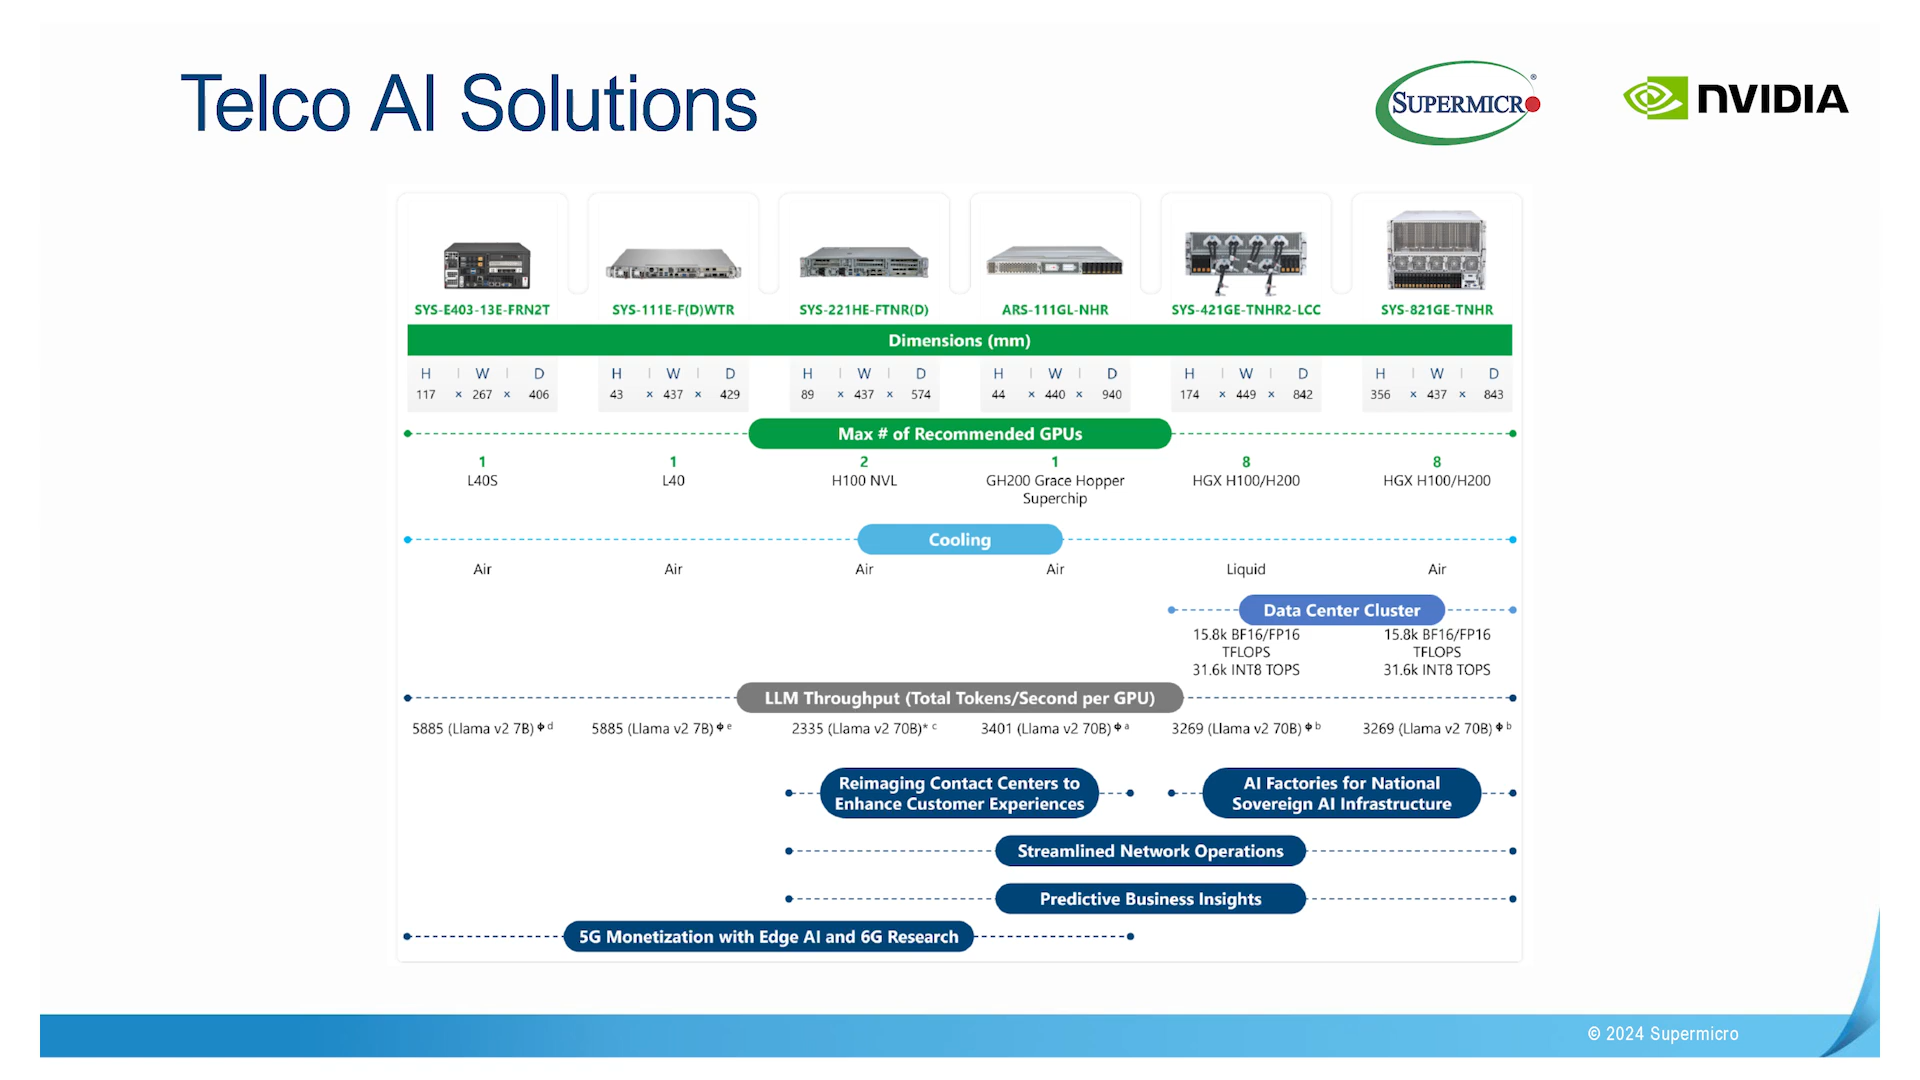 Telco AI Solutions
SUPERMICRO®
NVIDIA
SYS-E403-13E-FRN2T SYS-111E-F(D)WTR SYS-221HE-FTNR(D) ARS-111GL-NHR SYS-421GE-TNHR2-LCC SYS-821GE-TNHR
Dimensions (mm)
H | W | D H | W | D H | W | D H | W | D H | W | D H | W | D
117 × 267 × 406 43 × 437 × 429 89 × 437 × 574 44 × 440 × 940 174 × 449 × 842 356 × 437 × 843
Max # of Recommended GPUs
1 1 2 1 8 8
L40S L40 H100 NVL GH200 Grace Hopper HGX H100/H200 HGX H100/H200
Superchip
Cooling
Air Air Air Air Liquid Air
Data Center Cluster
15.8k BF16/FP16 15.8k BF16/FP16
TFLOPS TFLOPS
31.6k INT8 TOPS 31.6k INT8 TOPS
LLM Throughput (Total Tokens/Second per GPU)
5885 (Llama v2 7B) Φ d 5885 (Llama v2 7B) Φ e 2335 (Llama v2 70B)* c 3401 (Llama v2 70B) Φ a 3269 (Llama v2 70B) Φ b 3269 (Llama v2 70B) Φ b
Reimaging Contact Centers to
Enhance Customer Experiences
AI Factories for National
Sovereign AI Infrastructure
Streamlined Network Operations
Predictive Business Insights
5G Monetization with Edge AI and 6G Research
© 2024 Supermicro